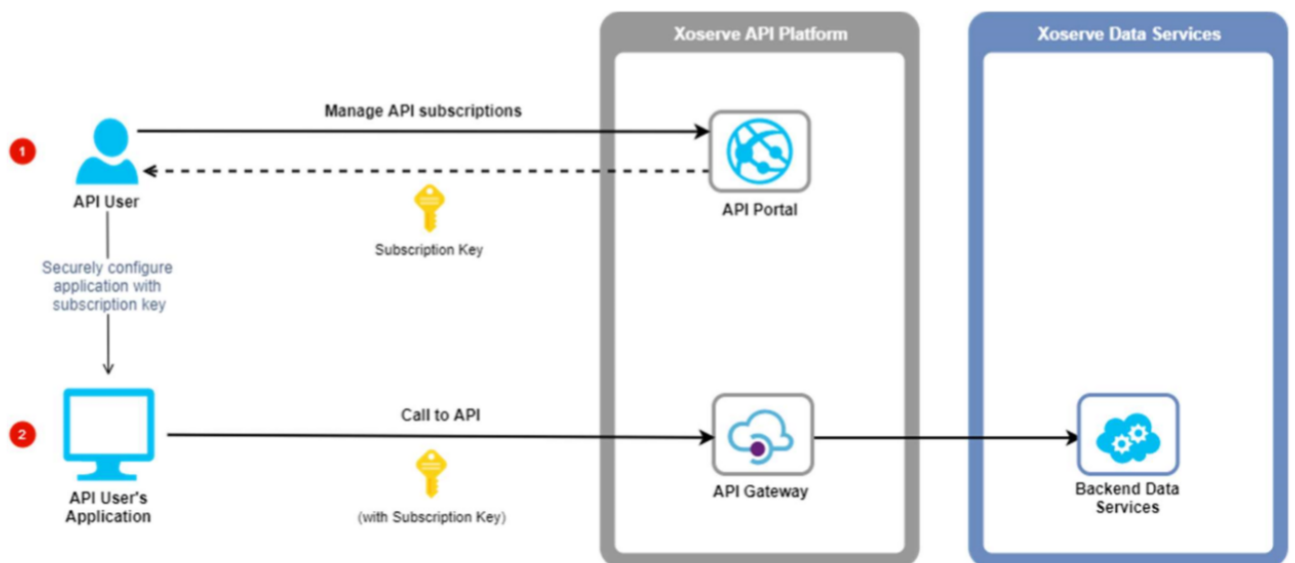 Xoserve API Platform
Xoserve Data Services
Manage API subscriptions
1
API User
API Portal
Subscription Key
Securely configure
application with
subscription key
Call to API
2
API User's
Application
(with Subscription Key)
API Gateway
Backend Data
Services